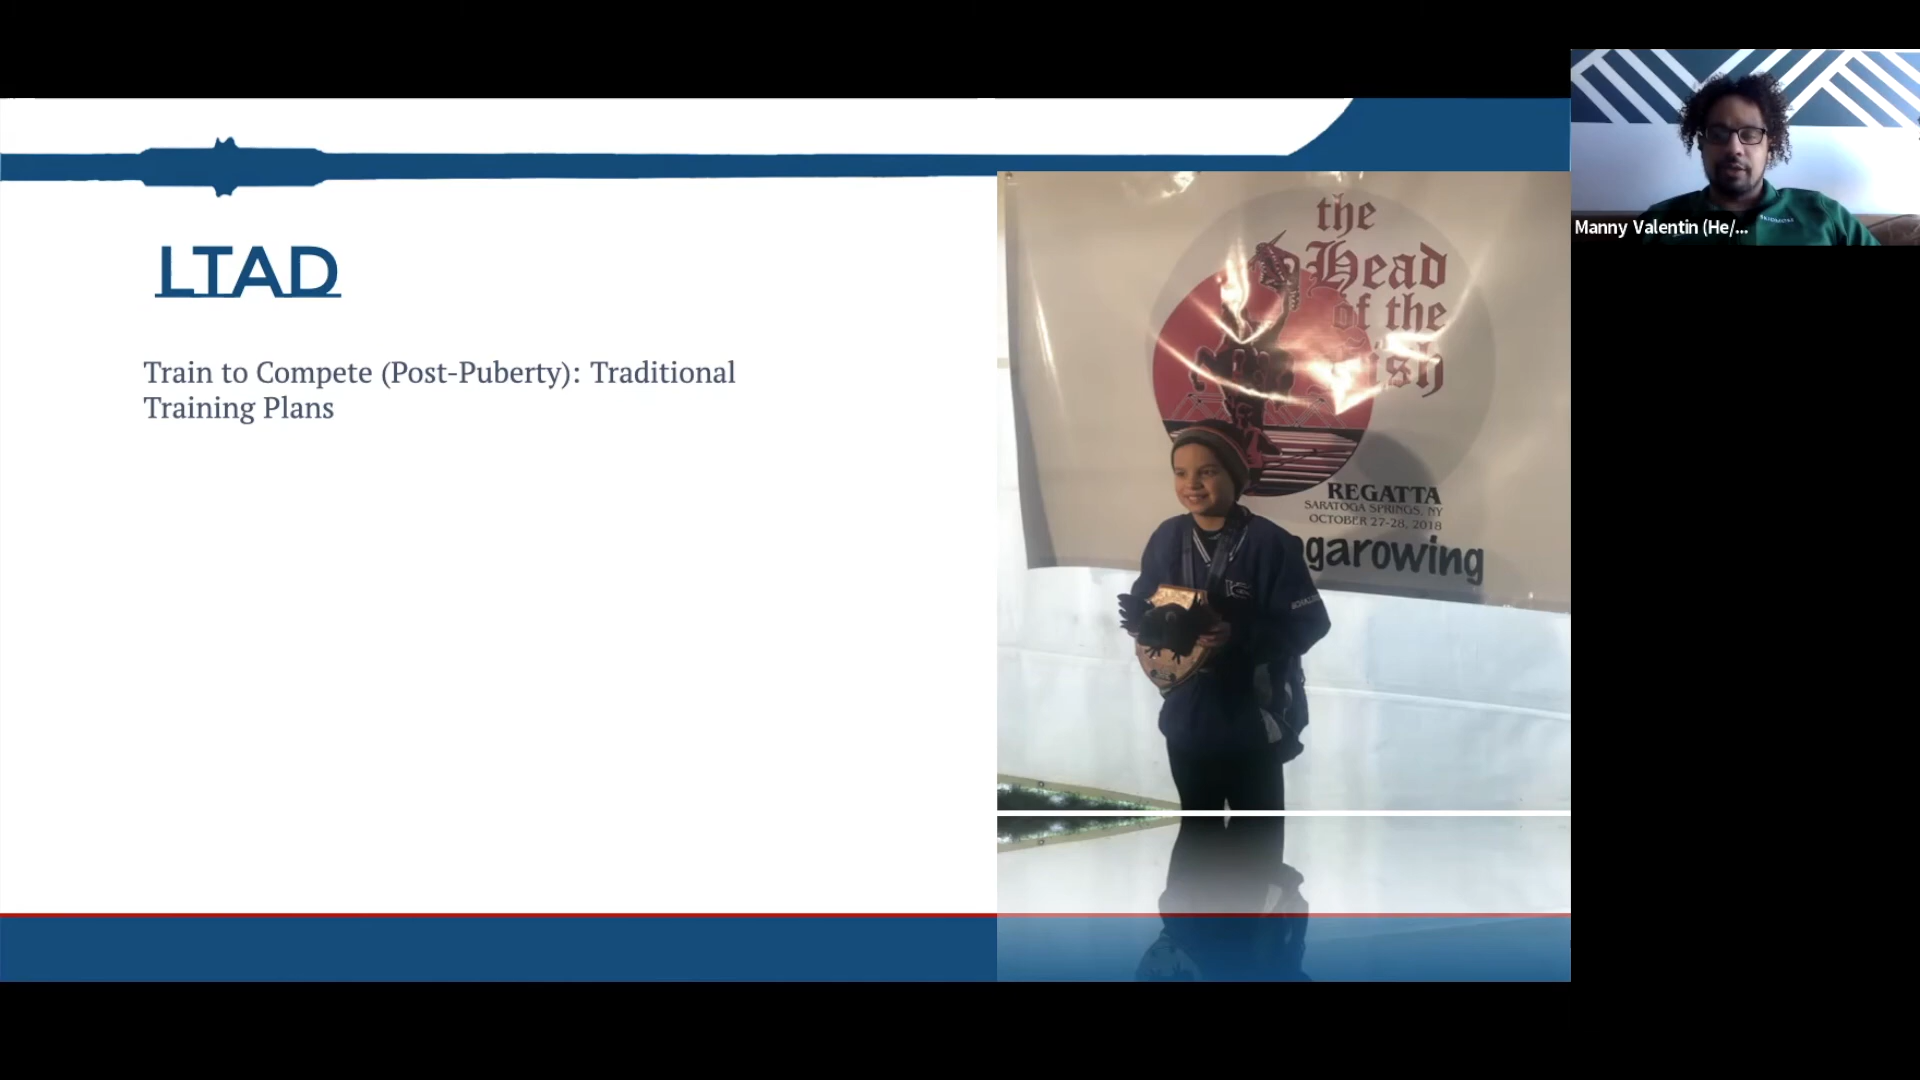 LTAD
Train to Compete (Post-Puberty): Traditional
Training Plans
the
Head
of the
ish
REGATTA
SARATOGA SPRINGS, NY
OCTOBER 27-28, 2018
garowing
Manny Valentin (He/...